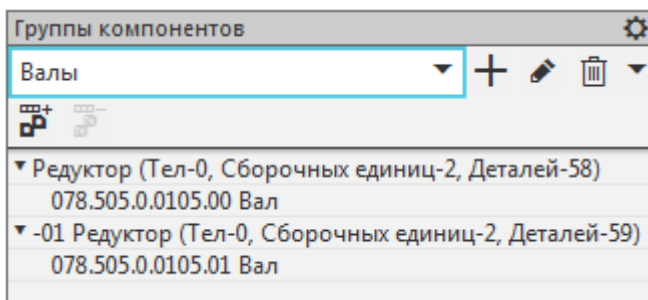 Группы компонентов
Валы
Редуктор (Тел-0, Сборочных единиц-2, Деталей-58)
078.505.0.0105.00 Вал
-01 Редуктор (Тел-0, Сборочных единиц-2, Деталей-59)
078.505.0.0105.01 Вал